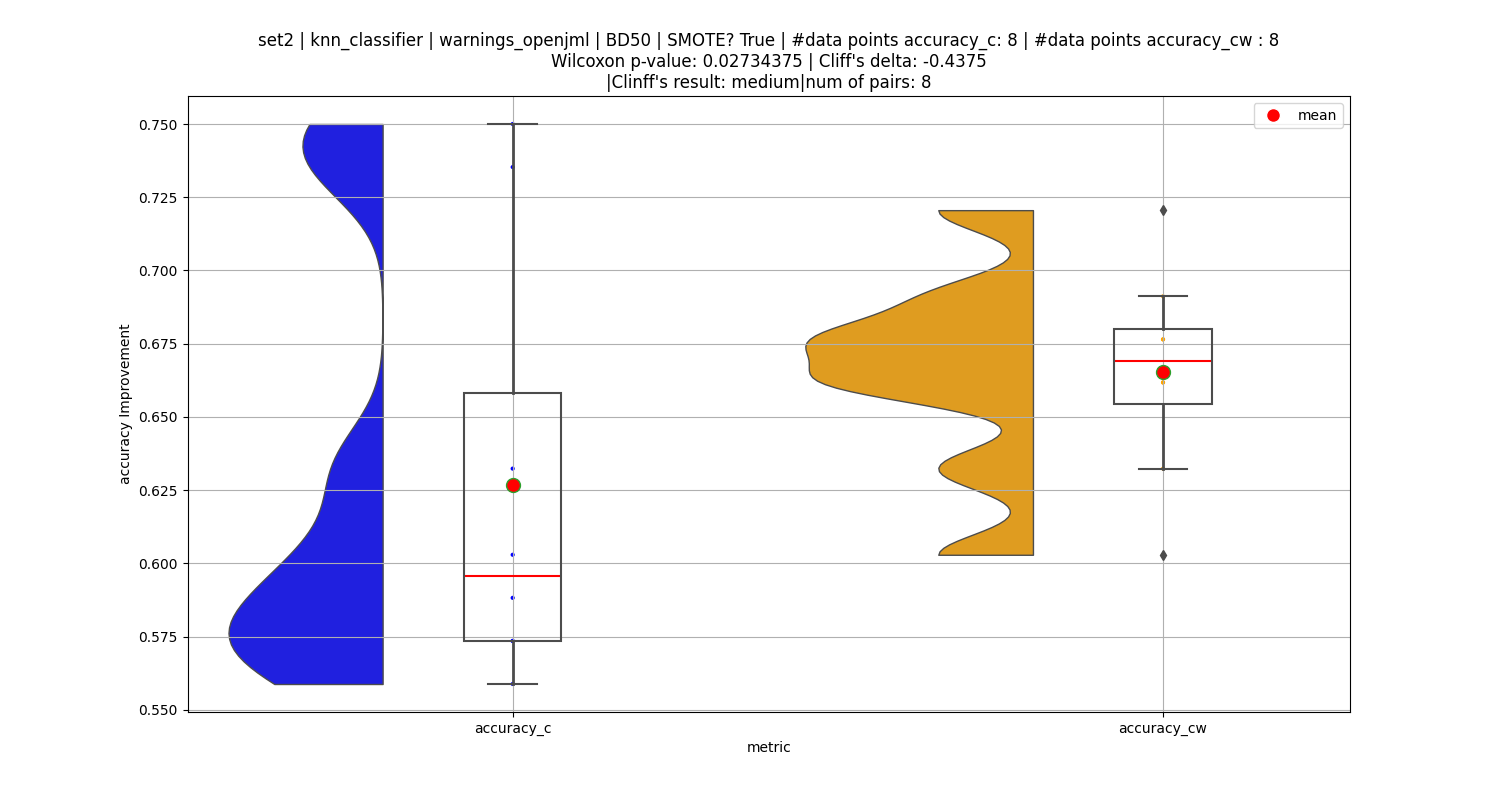 set2 | knn_classifier | warnings_openjml | BD50 | SMOTE? True | #data points accuracy_c: 8 | #data points accuracy_cw : 8
Wilcoxon p-value: 0.02734375 | Cliff's delta: -0.4375
|Clinff's result: medium|num of pairs: 8
mean
0.750
0.725
0.700
0.675
0.650
0.625
0.600
0.575
0.550
accuracy Improvement
accuracy_c
accuracy_cw
metric